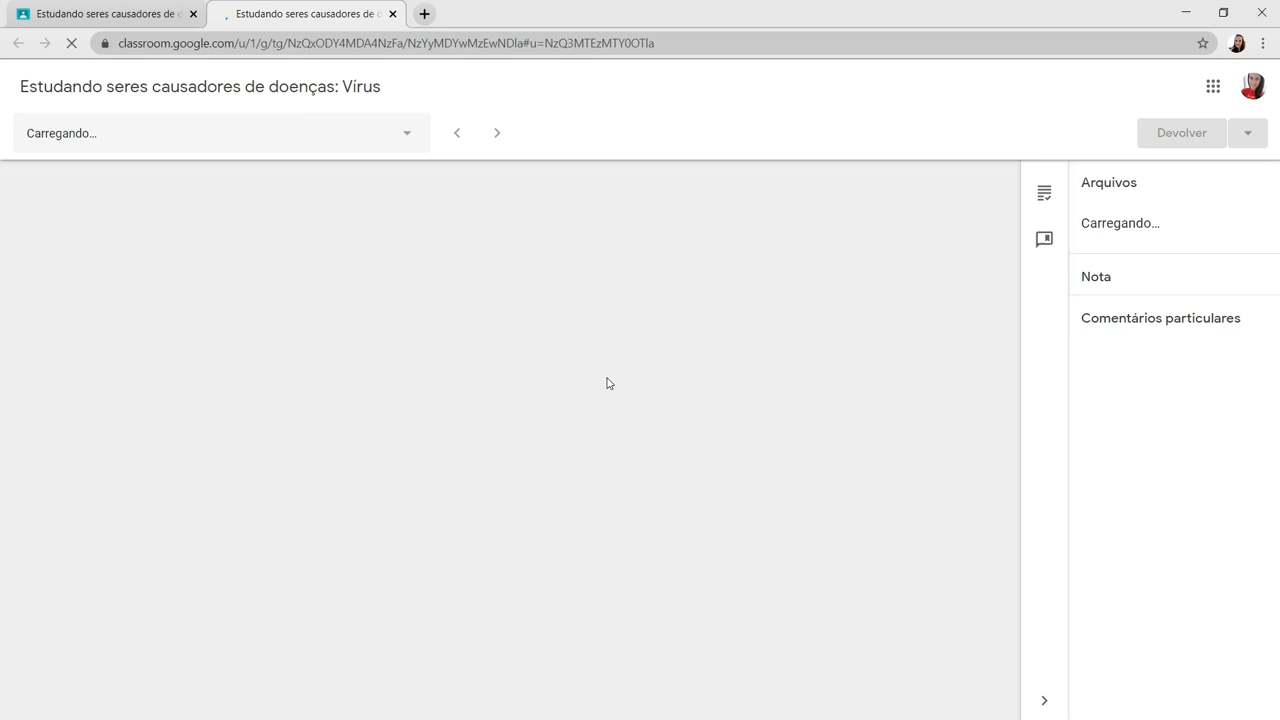 Estudando seres causadores de d
Estudando seres causadores de c
classroom.google.com/u/1/g/tg/NzQxODY4MDA4NzFa/NzYyMDYwMzEwNDla#u=NzQ3MTEzMTY0OTla
Estudando seres causadores de doenças: Vírus
Carregando…
Devolver
Arquivos
Carregando…
Nota
Comentários particulares